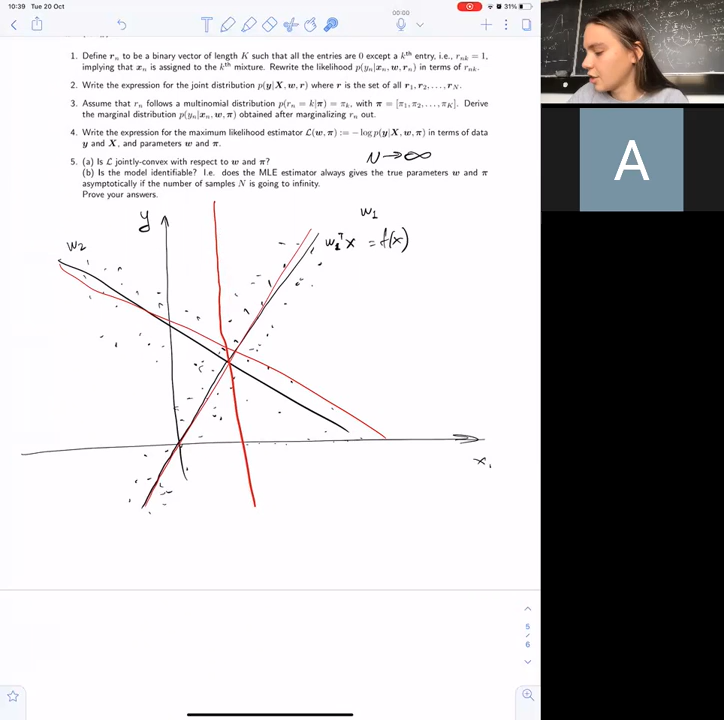 10:39 Tue 20 Oct
00:00
31%
1. Define rₙ to be a binary vector of length K such that all the entries are 0 except a kᵗʰ entry, i.e., rₙₖ = 1,
implying that xₙ is assigned to the kᵗʰ mixture. Rewrite the likelihood p(yₙ|xₙ, w, rₙ) in terms of rₙₖ.
2. Write the expression for the joint distribution p(y|X, w, r) where r is the set of all r₁, r₂, . . . , r_N.
3. Assume that rₙ follows a multinomial distribution p(rₙ = k|π) = πₖ, with π = [π₁, π₂, . . . , π_K]. Derive
the marginal distribution p(yₙ|xₙ, w, π) obtained after marginalizing rₙ out.
4. Write the expression for the maximum likelihood estimator L(w, π) := − log p(y|X, w, π) in terms of data
y and X, and parameters w and π.
N → ∞
5. (a) Is L jointly-convex with respect to w and π?
(b) Is the model identifiable? I.e. does the MLE estimator always gives the true parameters w and π
asymptotically if the number of samples N is going to infinity.
Prove your answers.
w₁
y
w₂
w₁ᵀx = f(x)
x₁
A
5
/
6